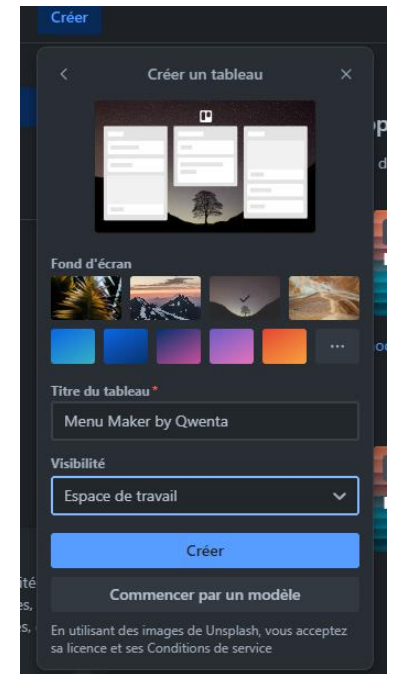 Créer
Créer un tableau
Fond d'écran
Titre du tableau *
Menu Maker by Qwenta
Visibilité
Espace de travail
Créer
Commencer par un modèle
En utilisant des images de Unsplash, vous acceptez
sa licence et ses Conditions de service